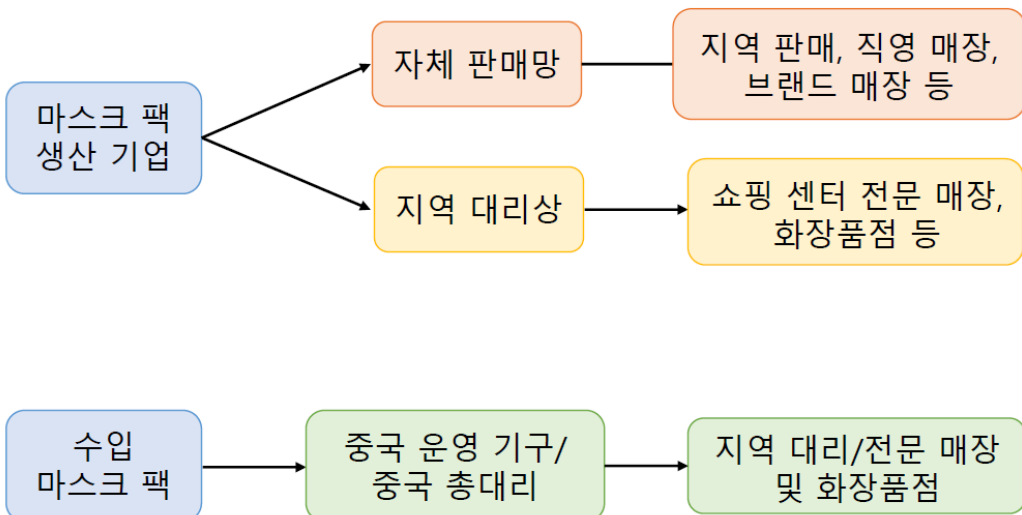 마스크 팩
생산 기업
자체 판매망
지역 판매, 직영 매장,
브랜드 매장 등
지역 대리상
쇼핑 센터 전문 매장,
화장품점 등
수입
마스크 팩
중국 운영 기구/
중국 총대리
지역 대리/전문 매장
및 화장품점